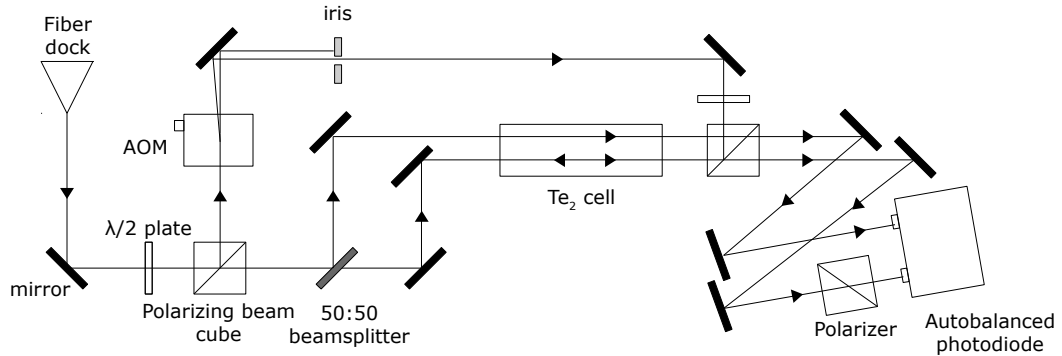 Fiber
dock
iris
AOM
Te₂ cell
λ/2 plate
mirror
Polarizing beam
cube
50:50
beamsplitter
Polarizer
Autobalanced
photodiode